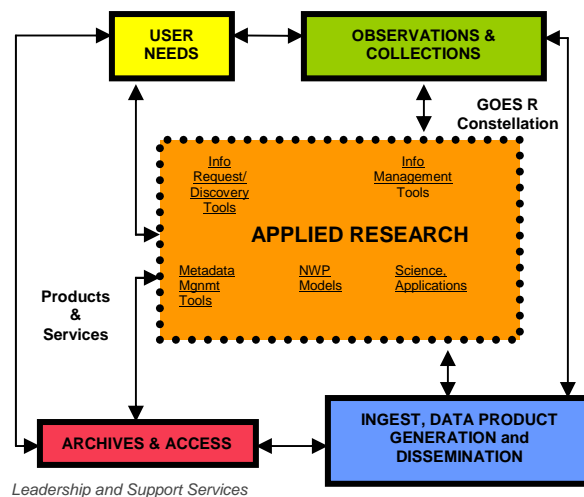 USER
NEEDS
OBSERVATIONS &
COLLECTIONS
GOES R
Constellation
Info
Request/
Discovery
Tools
Info
Management
Tools
APPLIED RESEARCH
Metadata
Mgnmt
Tools
NWP
Models
Science,
Applications
Products
&
Services
ARCHIVES & ACCESS
INGEST, DATA PRODUCT
GENERATION and
DISSEMINATION
Leadership and Support Services